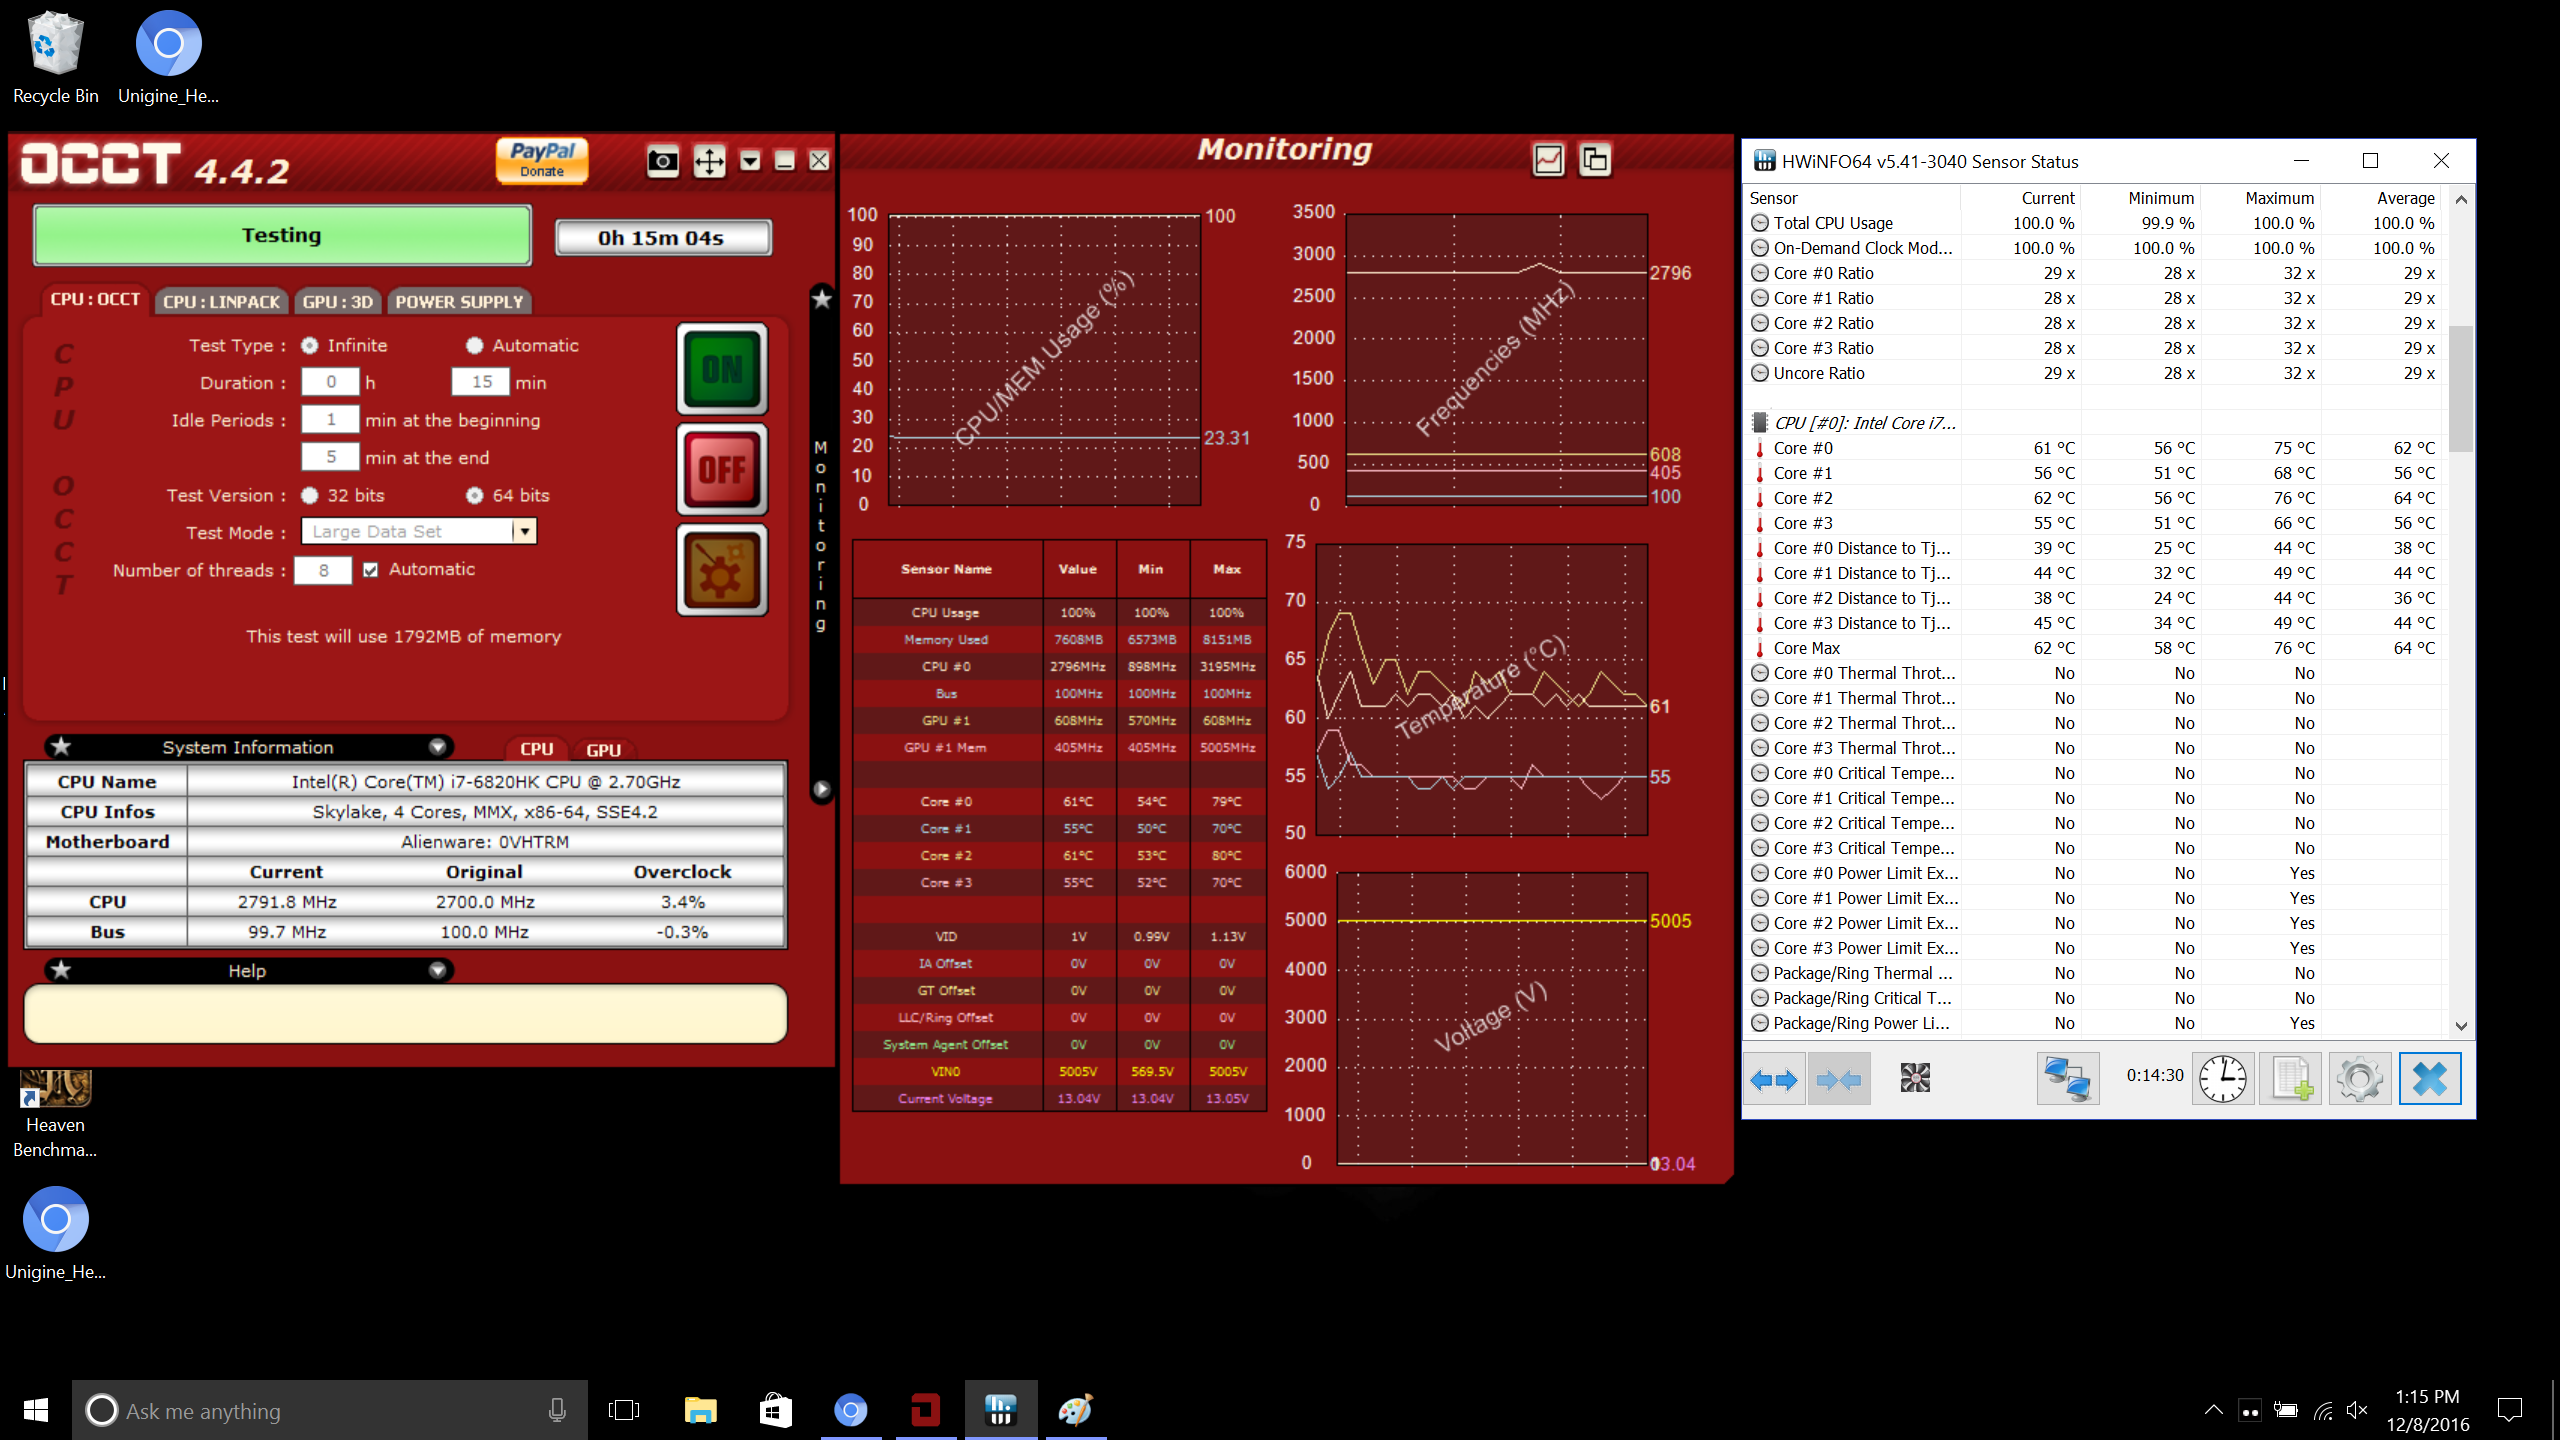 Recycle Bin
Unigine_He...
OCCT 4.4.2
PayPal
Donate
Testing
0h 15m 04s
CPU : OCCT
CPU : LINPACK
GPU : 3D
POWER SUPPLY
CPU OCCT
Test Type : Infinite Automatic
Duration : 0 h 15 min
Idle Periods : 1 min at the beginning
5 min at the end
Test Version : 32 bits 64 bits
Test Mode : Large Data Set
Number of threads : 8 Automatic
This test will use 1792MB of memory
ON
OFF
Monitoring
System Information
CPU GPU
CPU Name Intel(R) Core(TM) i7-6820HK CPU @ 2.70GHz
CPU Infos Skylake, 4 Cores, MMX, x86-64, SSE4.2
Motherboard Alienware: 0VHTRM
Current Original Overclock
CPU 2791.8 MHz 2700.0 MHz 3.4%
Bus 99.7 MHz 100.0 MHz -0.3%
Help
Monitoring
100
90
80
70
60
50
40
30
20
10
0
CPU/MEM Usage (%)
100
23.31
3500
3000
2500
2000
1500
1000
500
0
Frequencies (MHz)
2796
608
405
100
Sensor Name Value Min Max
CPU Usage 100% 100% 100%
Memory Used 7608MB 6573MB 8151MB
CPU #0 2796MHz 898MHz 3195MHz
Bus 100MHz 100MHz 100MHz
GPU #1 608MHz 570MHz 608MHz
GPU #1 Mem 405MHz 405MHz 5005MHz
Core #0 61°C 54°C 79°C
Core #1 55°C 50°C 70°C
Core #2 61°C 53°C 80°C
Core #3 55°C 52°C 70°C
VID 1V 0.99V 1.13V
IA Offset 0V 0V 0V
GT Offset 0V 0V 0V
LLC/Ring Offset 0V 0V 0V
System Agent Offset 0V 0V 0V
VIN0 5005V 569.5V 5005V
Current Voltage 13.04V 13.04V 13.05V
75
70
65
60
55
50
Temperature (°C)
61
55
6000
5000
4000
3000
2000
1000
0
Voltage (V)
5005
13.04
HWiNFO64 v5.41-3040 Sensor Status
Sensor Current Minimum Maximum Average
Total CPU Usage 100.0 % 99.9 % 100.0 % 100.0 %
On-Demand Clock Mod... 100.0 % 100.0 % 100.0 % 100.0 %
Core #0 Ratio 29 x 28 x 32 x 29 x
Core #1 Ratio 28 x 28 x 32 x 29 x
Core #2 Ratio 28 x 28 x 32 x 29 x
Core #3 Ratio 28 x 28 x 32 x 29 x
Uncore Ratio 29 x 28 x 32 x 29 x
CPU [#0]: Intel Core i7...
Core #0 61 °C 56 °C 75 °C 62 °C
Core #1 56 °C 51 °C 68 °C 56 °C
Core #2 62 °C 56 °C 76 °C 64 °C
Core #3 55 °C 51 °C 66 °C 56 °C
Core #0 Distance to Tj... 39 °C 25 °C 44 °C 38 °C
Core #1 Distance to Tj... 44 °C 32 °C 49 °C 44 °C
Core #2 Distance to Tj... 38 °C 24 °C 44 °C 36 °C
Core #3 Distance to Tj... 45 °C 34 °C 49 °C 44 °C
Core Max 62 °C 58 °C 76 °C 64 °C
Core #0 Thermal Throt... No No No
Core #1 Thermal Throt... No No No
Core #2 Thermal Throt... No No No
Core #3 Thermal Throt... No No No
Core #0 Critical Tempe... No No No
Core #1 Critical Tempe... No No No
Core #2 Critical Tempe... No No No
Core #3 Critical Tempe... No No No
Core #0 Power Limit Ex... No No Yes
Core #1 Power Limit Ex... No No Yes
Core #2 Power Limit Ex... No No Yes
Core #3 Power Limit Ex... No No Yes
Package/Ring Thermal ... No No No
Package/Ring Critical T... No No No
Package/Ring Power Li... No No Yes
0:14:30
Heaven
Benchma...
Unigine_He...
Ask me anything
1:15 PM
12/8/2016